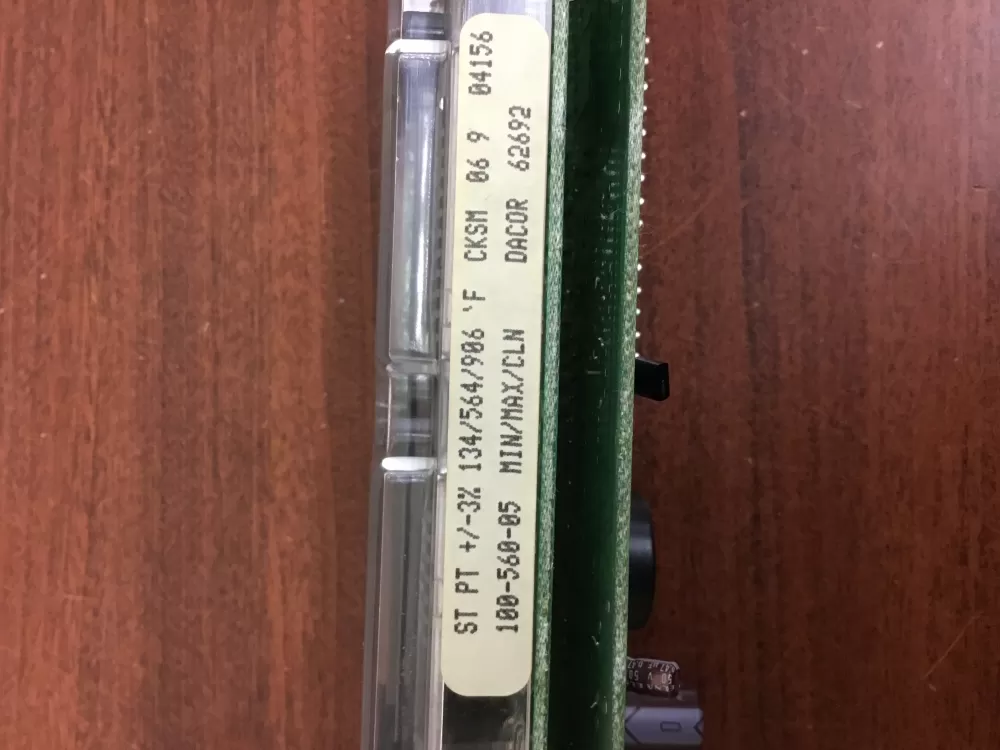 ST PT +/-3% 134/564/906 'F CKSM 06 9 04156
100-560-05 MIN/MAX/CLN DACOR 62692